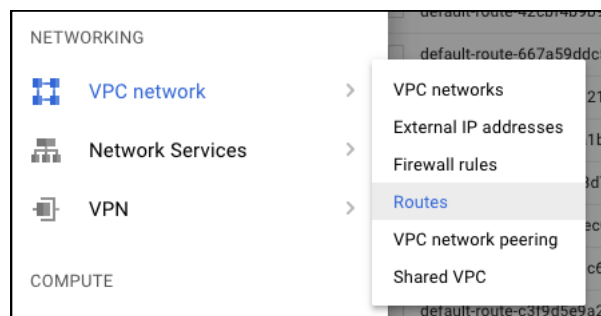 NETWORKING
VPC network
Network Services
VPN
COMPUTE
VPC networks
External IP addresses
Firewall rules
Routes
VPC network peering
Shared VPC
default-route-667a59ddc
default-route-c3f9d5e9a2